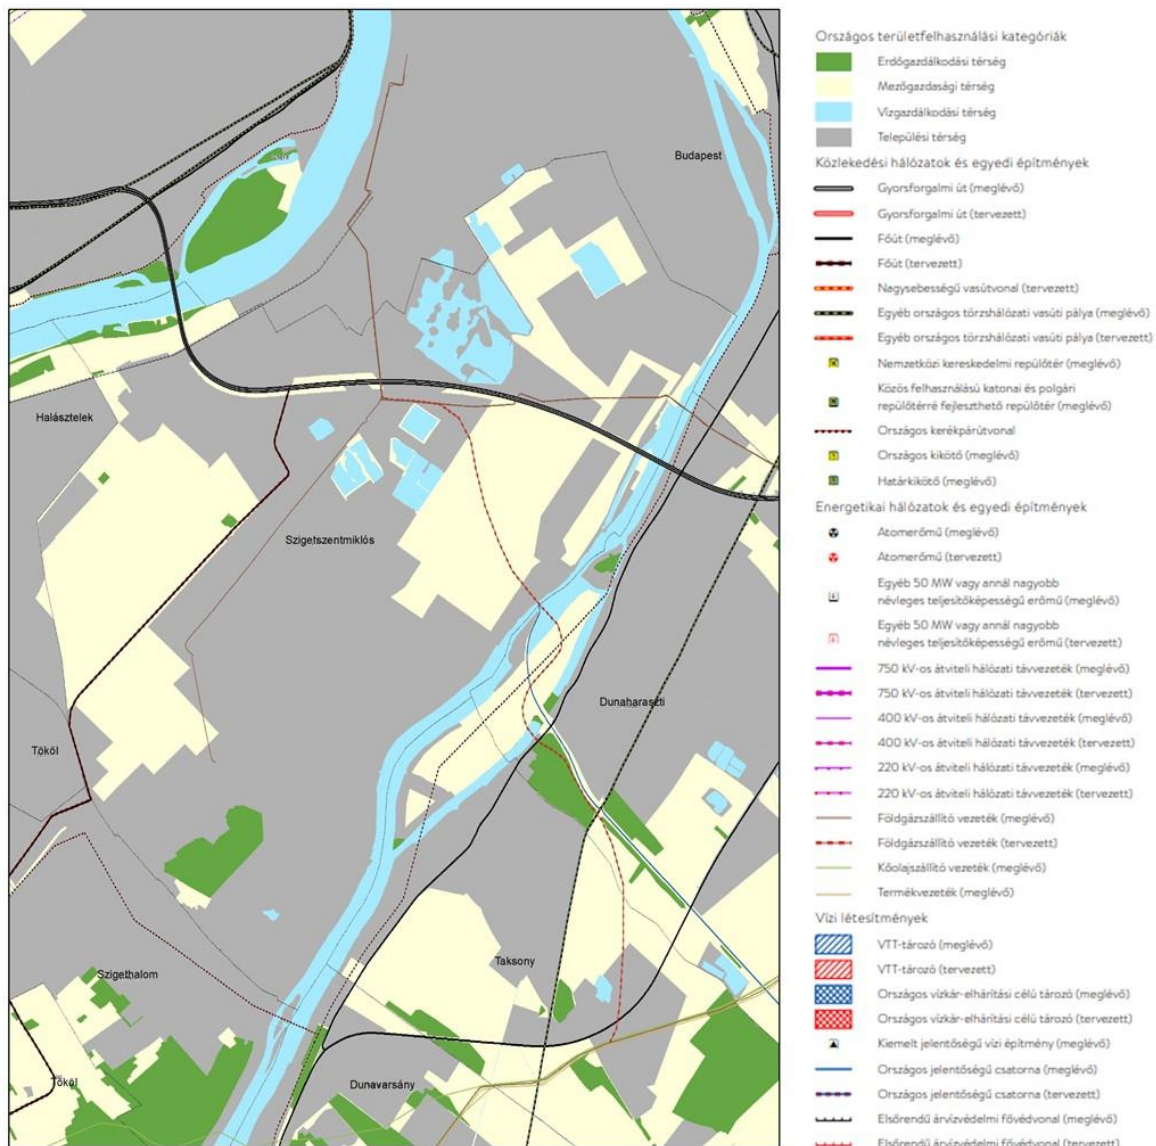 Budapest
Halásztelek
Szigetszentmiklós
Dunaharaszti
Tököl
Taksony
Szigethalom
Tököl
Dunavarsány
Országos területfelhasználási kategóriák
Erdőgazdálkodási térség
Mezőgazdasági térség
Vízgazdálkodási térség
Települési térség
Közlekedési hálózatok és egyedi építmények
Gyorsforgalmi út (meglévő)
Gyorsforgalmi út (tervezett)
Főút (meglévő)
Főút (tervezett)
Nagysebességű vasútvonal (tervezett)
Egyéb országos törzshálózati vasúti pálya (meglévő)
Egyéb országos törzshálózati vasúti pálya (tervezett)
Nemzetközi kereskedelmi repülőtér (meglévő)
Közös felhasználású katonai és polgári
repülőtérré fejleszthető repülőtér (meglévő)
Országos kerékpárútvonal
Országos kikötő (meglévő)
Határkikötő (meglévő)
Energetikai hálózatok és egyedi építmények
Atomerőmű (meglévő)
Atomerőmű (tervezett)
Egyéb 50 MW vagy annál nagyobb
névleges teljesítőképességű erőmű (meglévő)
Egyéb 50 MW vagy annál nagyobb
névleges teljesítőképességű erőmű (tervezett)
750 kV-os átviteli hálózati távvezeték (meglévő)
750 kV-os átviteli hálózati távvezeték (tervezett)
400 kV-os átviteli hálózati távvezeték (meglévő)
400 kV-os átviteli hálózati távvezeték (tervezett)
220 kV-os átviteli hálózati távvezeték (meglévő)
220 kV-os átviteli hálózati távvezeték (tervezett)
Földgázszállító vezeték (meglévő)
Földgázszállító vezeték (tervezett)
Kőolajszállító vezeték (meglévő)
Termékvezeték (meglévő)
Vízi létesítmények
VTT-tározó (meglévő)
VTT-tározó (tervezett)
Országos vízkár-elhárítási célú tározó (meglévő)
Országos vízkár-elhárítási célú tározó (tervezett)
Kiemelt jelentőségű vízi építmény (meglévő)
Országos jelentőségű csatorna (meglévő)
Országos jelentőségű csatorna (tervezett)
Elsőrendű árvízvédelmi fővédvonal (meglévő)
Elsőrendű árvízvédelmi fővédvonal (tervezett)